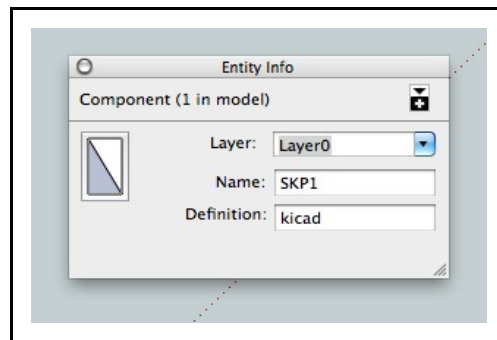 Entity Info
Component (1 in model)
Layer: Layer0
Name: SKP1
Definition: kicad